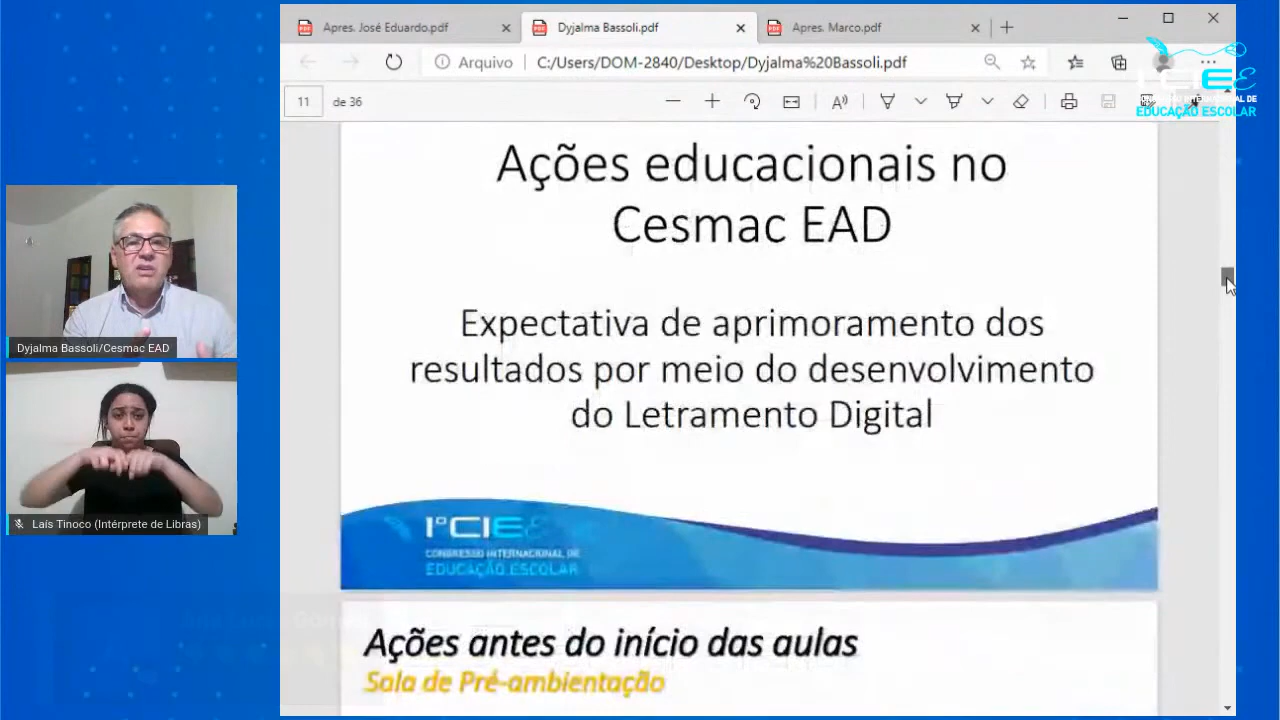 Apres. José Eduardo.pdf
Dyjalma Bassoli.pdf
Apres. Marco.pdf
Arquivo
C:/Users/DOM-2840/Desktop/Dyjalma%20Bassoli.pdf
11 de 36
EDUCAÇÃO ESCOLAR
Ações educacionais no
Cesmac EAD
Expectativa de aprimoramento dos
resultados por meio do desenvolvimento
do Letramento Digital
1º CIEE
CONGRESSO INTERNACIONAL DE
EDUCAÇÃO ESCOLAR
Ações antes do início das aulas
Sala de Pré-ambientação
Dyjalma Bassoli/Cesmac EAD
Laís Tinoco (Intérprete de Libras)